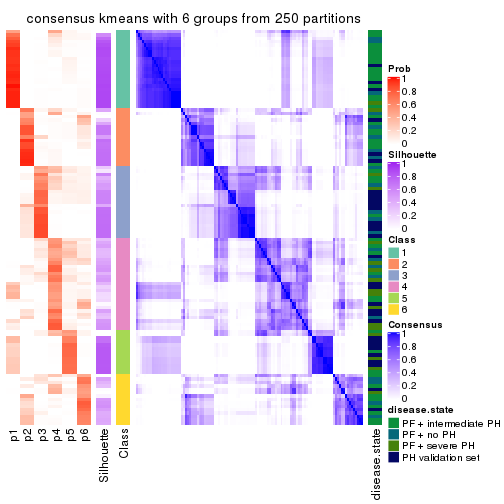 consensus kmeans with 6 groups from 250 partitions
p1
p2
p3
p4
p5
p6
Silhouette
Class
disease.state
Prob
1
0.8
0.6
0.4
0.2
0
Silhouette
1
0.8
0.6
0.4
0.2
0
Class
1
2
3
4
5
6
Consensus
1
0.8
0.6
0.4
0.2
0
disease.state
PF + intermediate PH
PF + no PH
PF + severe PH
PH validation set